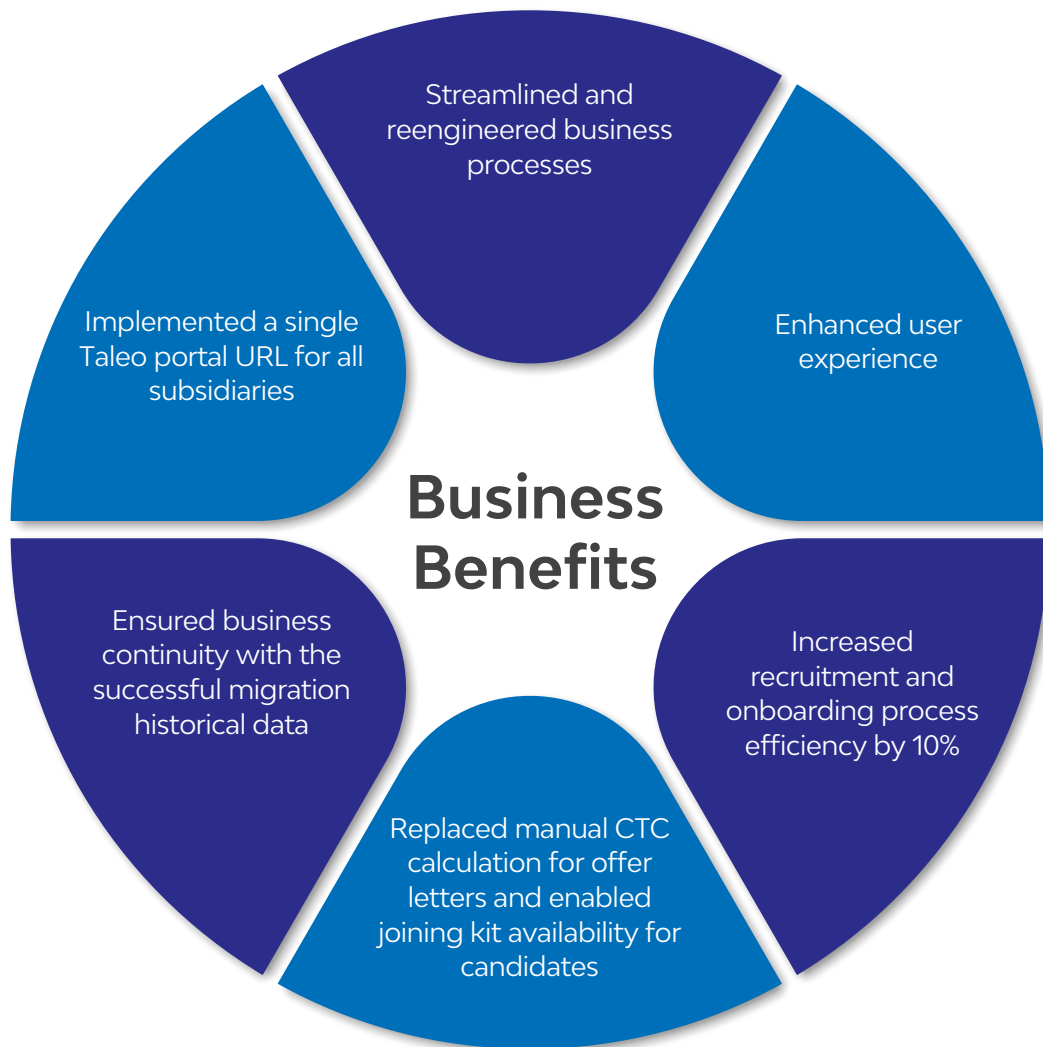 Streamlined and
reengineered business
processes
Enhanced user
experience
Increased
recruitment and
onboarding process
efficiency by 10%
Replaced manual CTC
calculation for offer
letters and enabled
joining kit availability for
candidates
Ensured business
continuity with the
successful migration
historical data
Implemented a single
Taleo portal URL for all
subsidiaries
Business
Benefits